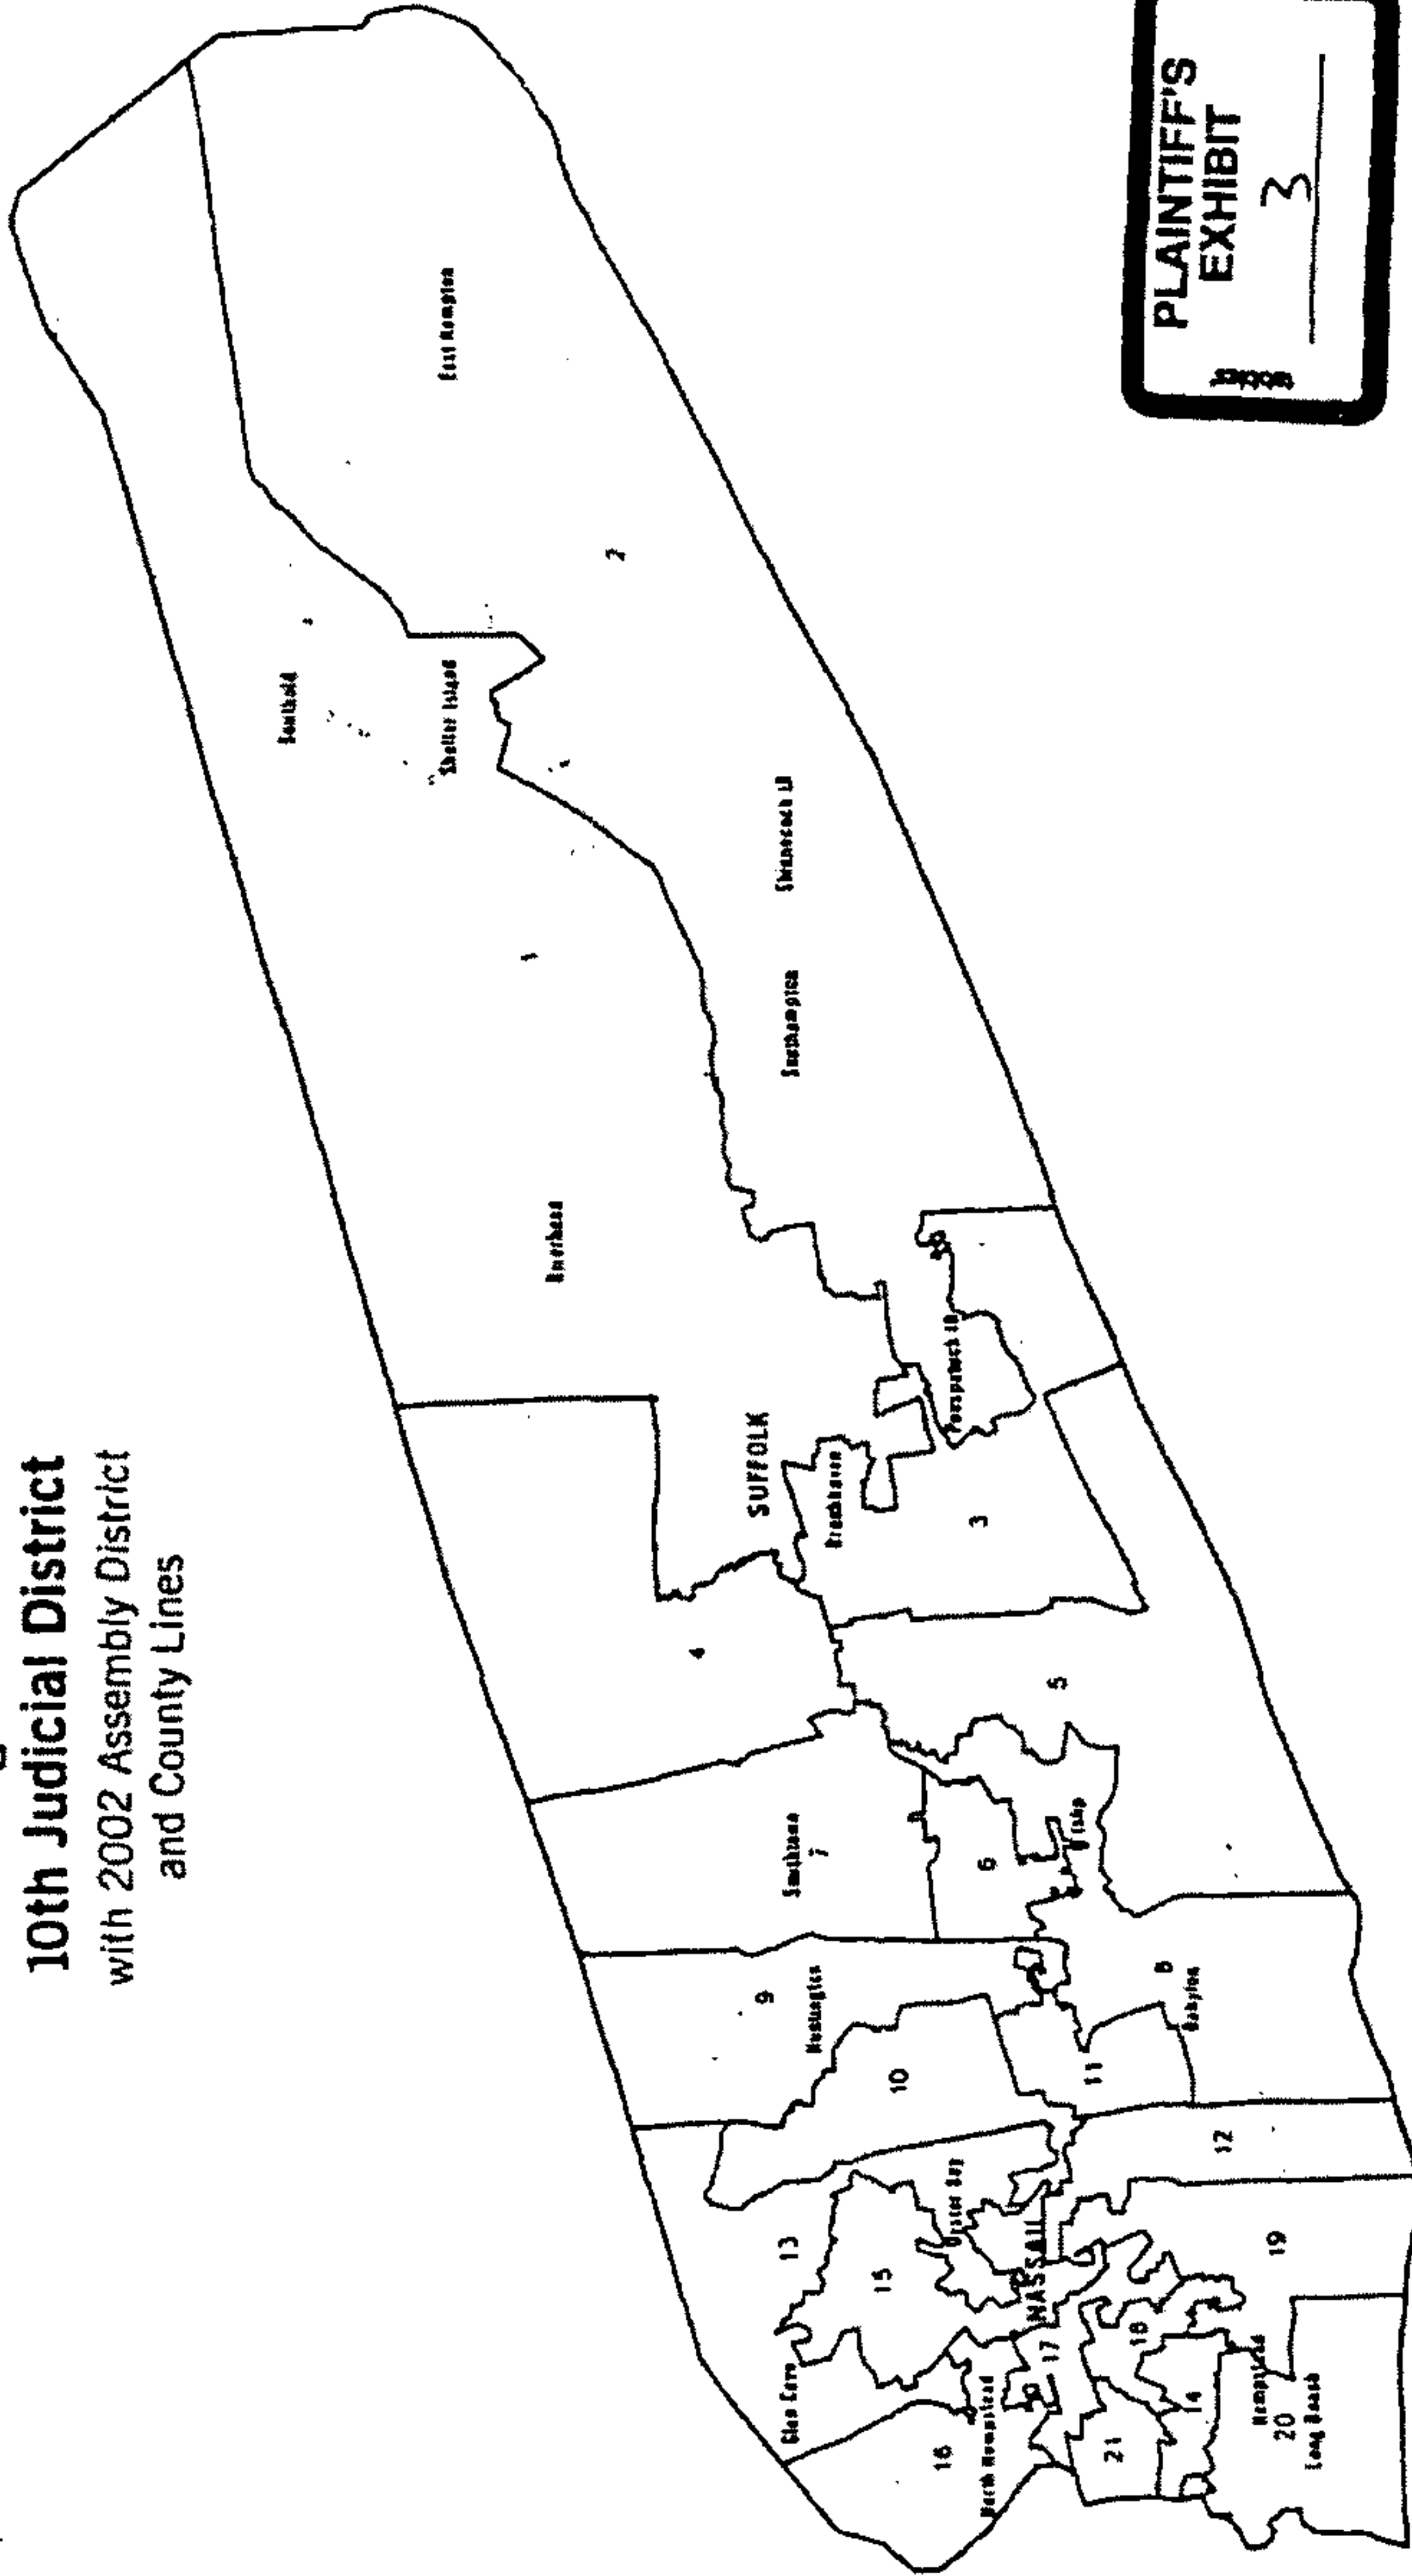 10th Judicial District
with 2002 Assembly District
and County Lines
PLAINTIFF'S
EXHIBIT
3
East Hampton
Southold
Shelter Island
2
Shinnecock
Southampton
1
Riverhead
SUFFOLK
Brookhaven
Poospatuck
3
4
5
Smithtown
7
6
Islip
9
Huntington
10
8
Babylon
11
12
13
15
Oyster Bay
NASSAU
19
Glen Cove
16
North Hempstead
17
18
14
21
Hempstead
20
Long Beach